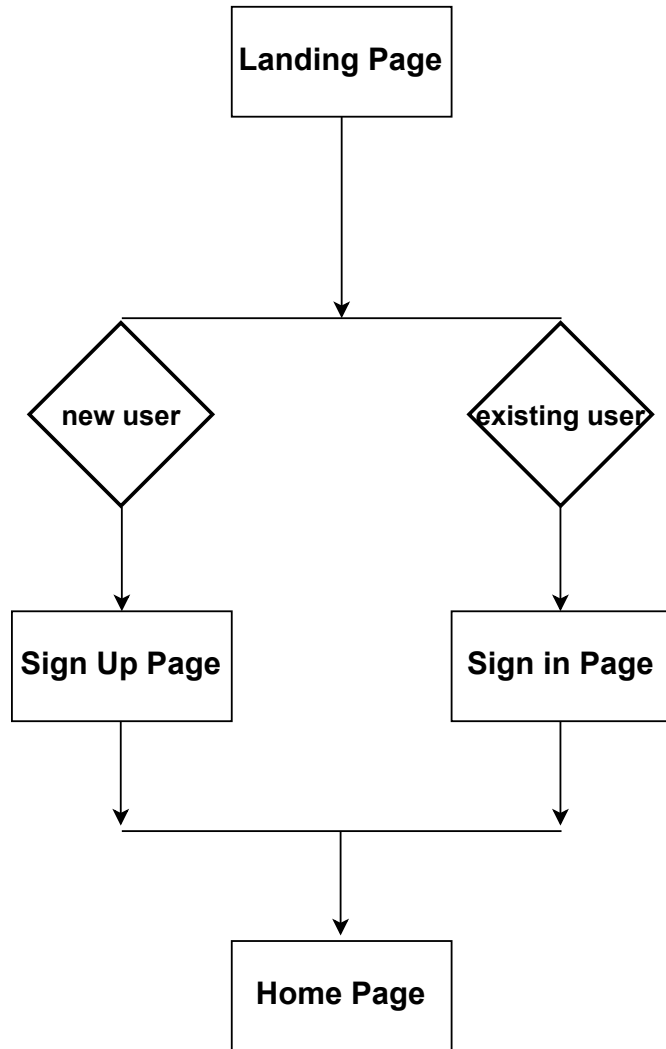 Landing Page
new user
existing user
Sign Up Page
Sign in Page
Home Page